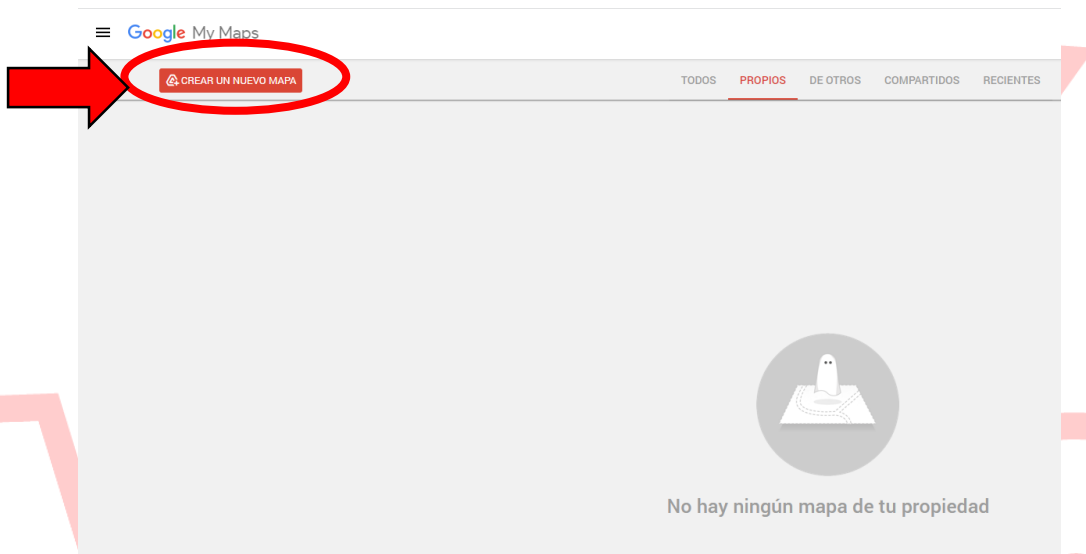 Google My Maps
CREAR UN NUEVO MAPA
TODOS PROPIOS DE OTROS COMPARTIDOS RECIENTES
No hay ningún mapa de tu propiedad